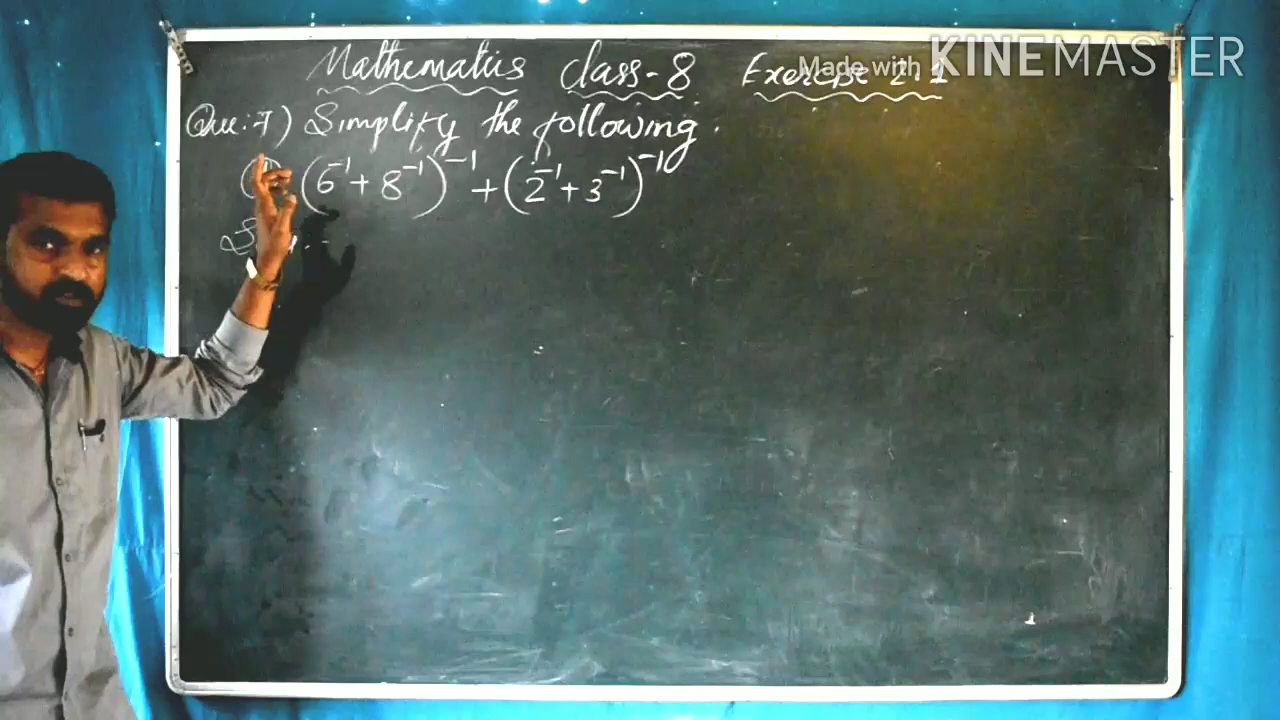 Mathematics Class-8 Exercise 2.1
Made with KINEMASTER
Que:-7) Simplify the following.
(6⁻¹ + 8⁻¹)⁻¹ + (2⁻¹ + 3⁻¹)⁻¹